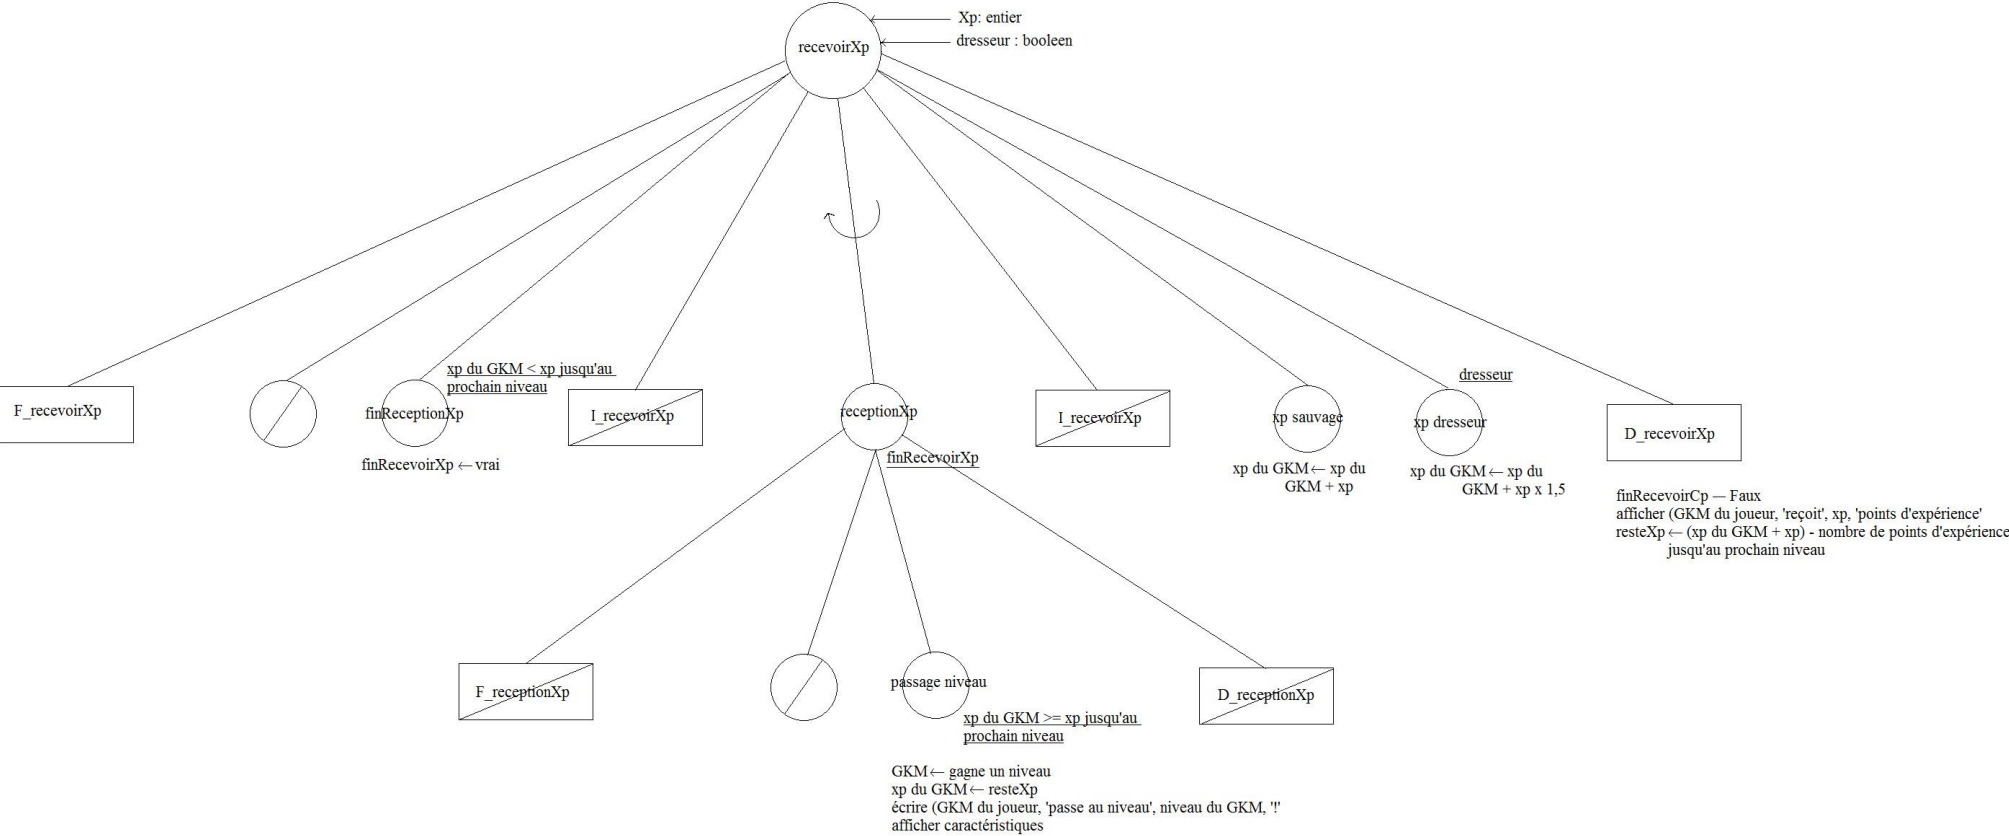 Xp: entier
dresseur : booleen
recevoirXp
xp du GKM < xp jusqu'au
prochain niveau
dresseur
F_recevoirXp
finReceptionXp
I_recevoirXp
receptionXp
I_recevoirXp
xp sauvage
xp dresseur
D_recevoirXp
finRecevoirXp ← vrai
finRecevoirXp
xp du GKM ← xp du
GKM + xp
xp du GKM ← xp du
GKM + xp x 1,5
finRecevoirCp — Faux
afficher (GKM du joueur, 'reçoit', xp, 'points d'expérience'
resteXp ← (xp du GKM + xp) - nombre de points d'expérience
jusqu'au prochain niveau
F_receptionXp
passage niveau
D_receptionXp
xp du GKM >= xp jusqu'au
prochain niveau
GKM ← gagne un niveau
xp du GKM ← resteXp
écrire (GKM du joueur, 'passe au niveau', niveau du GKM, '!'
afficher caractéristiques